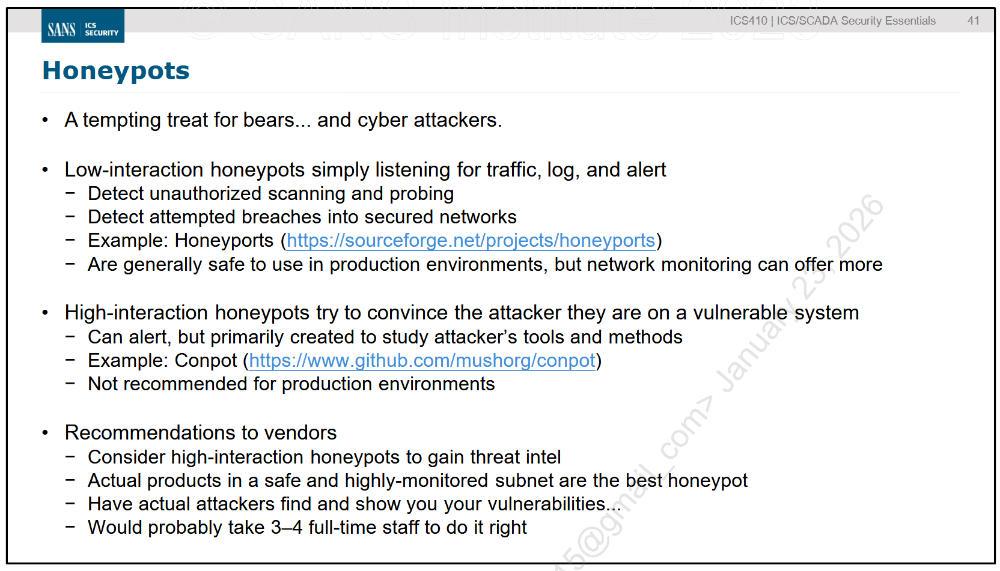 © SANS Institute 2023
SANS ICS SECURITY
ICS410 | ICS/SCADA Security Essentials 41
Honeypots
• A tempting treat for bears... and cyber attackers.
• Low-interaction honeypots simply listening for traffic, log, and alert
− Detect unauthorized scanning and probing
− Detect attempted breaches into secured networks
− Example: Honeyports (https://sourceforge.net/projects/honeyports)
− Are generally safe to use in production environments, but network monitoring can offer more
• High-interaction honeypots try to convince the attacker they are on a vulnerable system
− Can alert, but primarily created to study attacker’s tools and methods
− Example: Conpot (https://www.github.com/mushorg/conpot)
− Not recommended for production environments
• Recommendations to vendors
− Consider high-interaction honeypots to gain threat intel
− Actual products in a safe and highly-monitored subnet are the best honeypot
− Have actual attackers find and show you your vulnerabilities...
− Would probably take 3–4 full-time staff to do it right
15@gmail_com> January 23, 2026